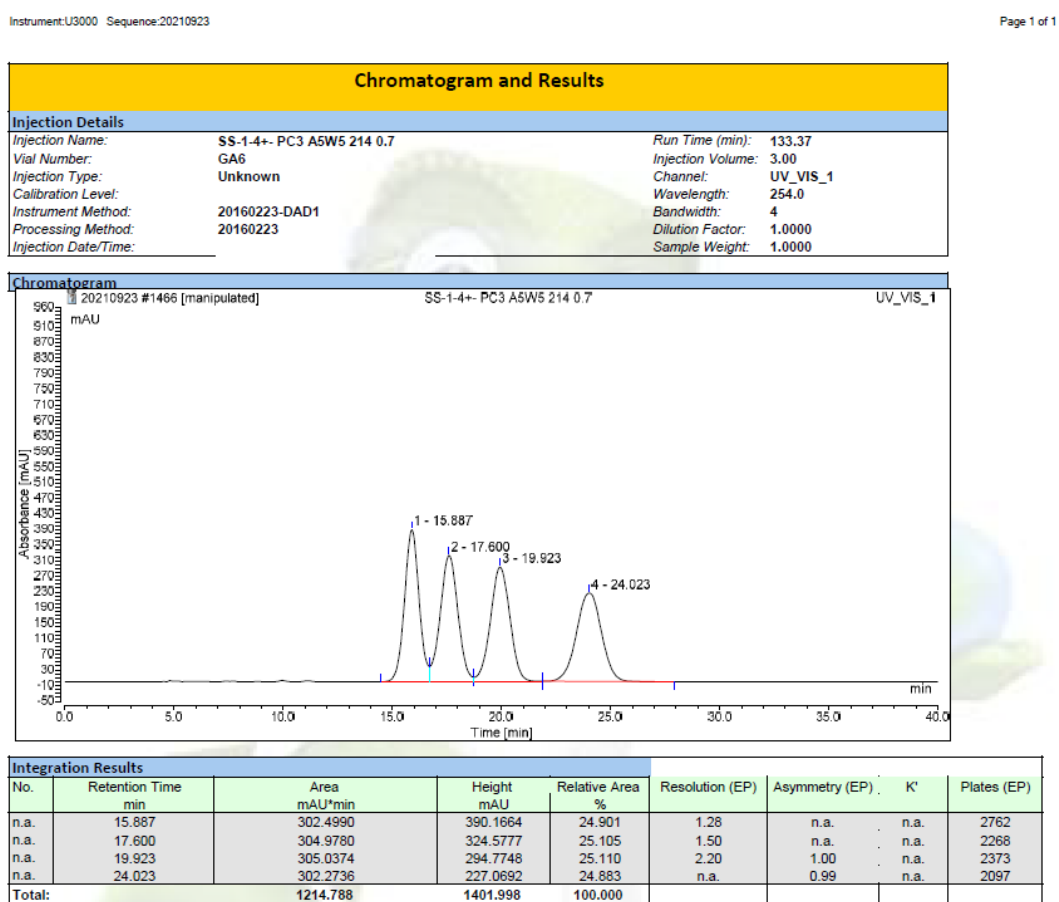 Instrument:U3000 Sequence:20210923 Page 1 of 1
Chromatogram and Results
Injection Details
Injection Name: SS-1-4+- PC3 A5W5 214 0.7 Run Time (min): 133.37
Vial Number: GA6 Injection Volume: 3.00
Injection Type: Unknown Channel: UV_VIS_1
Calibration Level: Wavelength: 254.0
Instrument Method: 20160223-DAD1 Bandwidth: 4
Processing Method: 20160223 Dilution Factor: 1.0000
Injection Date/Time: Sample Weight: 1.0000
Chromatogram
20210923 #1466 [manipulated] SS-1-4+- PC3 A5W5 214 0.7 UV_VIS_1
mAU
960
910
870
830
790
750
710
670
630
590
550
510
470
430
390
350
310
270
230
190
150
110
70
30
-10
-50
Absorbance [mAU]
1 - 15.887
2 - 17.600
3 - 19.923
4 - 24.023
min
0.0 5.0 10.0 15.0 20.0 25.0 30.0 35.0 40.0
Time [min]
Integration Results
No. Retention Time Area Height Relative Area Resolution (EP) Asymmetry (EP) K' Plates (EP)
min mAU*min mAU %
n.a. 15.887 302.4990 390.1664 24.901 1.28 n.a. n.a. 2762
n.a. 17.600 304.9780 324.5777 25.105 1.50 n.a. n.a. 2268
n.a. 19.923 305.0374 294.7748 25.110 2.20 1.00 n.a. 2373
n.a. 24.023 302.2736 227.0692 24.883 n.a. 0.99 n.a. 2097
Total: 1214.788 1401.998 100.000